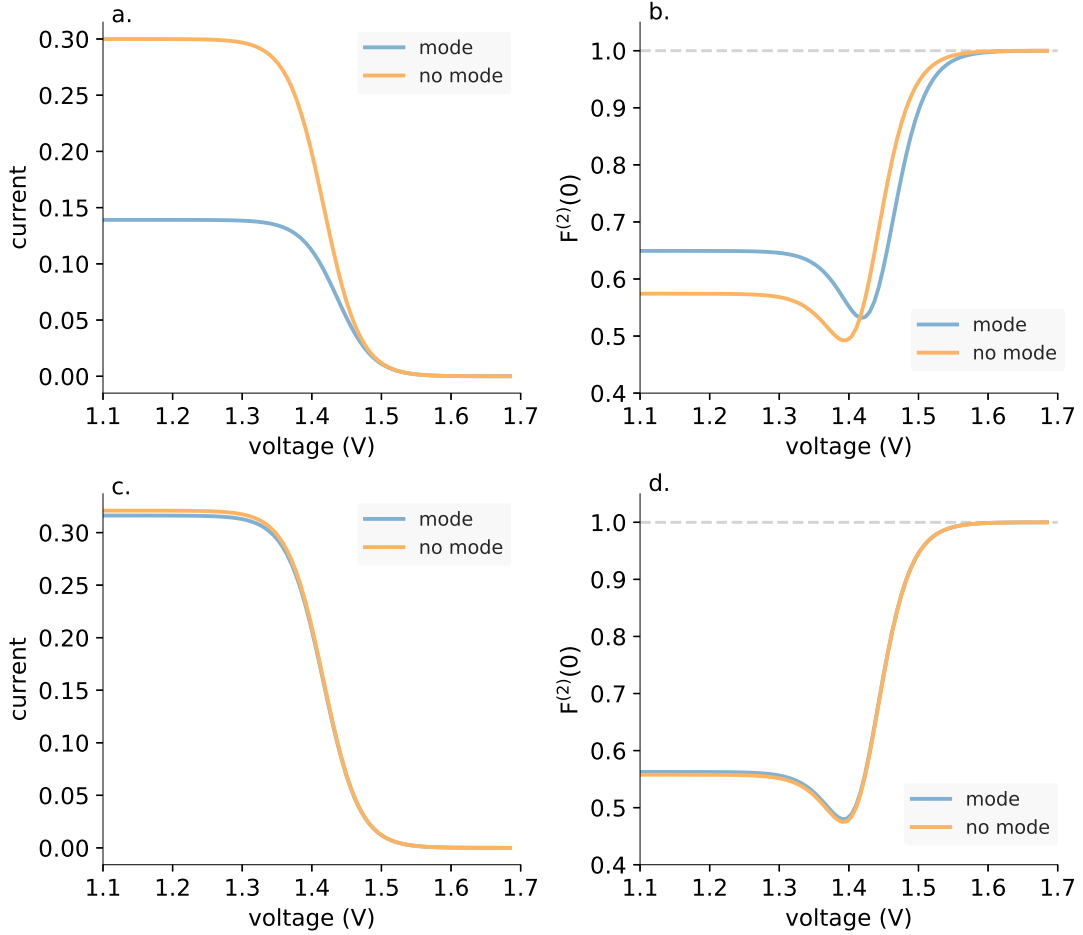 a.
current
0.30
0.25
0.20
0.15
0.10
0.05
0.00
mode
no mode
1.1 1.2 1.3 1.4 1.5 1.6 1.7
voltage (V)
b.
F^(2)(0)
1.0
0.9
0.8
0.7
0.6
0.5
0.4
mode
no mode
1.1 1.2 1.3 1.4 1.5 1.6 1.7
voltage (V)
c.
current
0.30
0.25
0.20
0.15
0.10
0.05
0.00
mode
no mode
1.1 1.2 1.3 1.4 1.5 1.6 1.7
voltage (V)
d.
F^(2)(0)
1.0
0.9
0.8
0.7
0.6
0.5
0.4
mode
no mode
1.1 1.2 1.3 1.4 1.5 1.6 1.7
voltage (V)